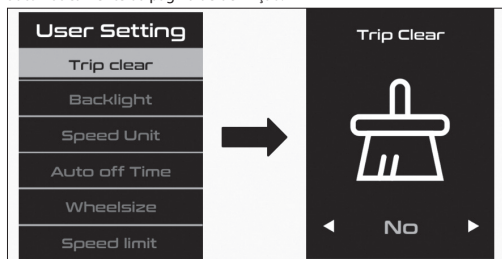 User Setting
Trip clear
Backlight
Speed Unit
Auto off Time
Wheelsize
Speed limit
Trip Clear
No